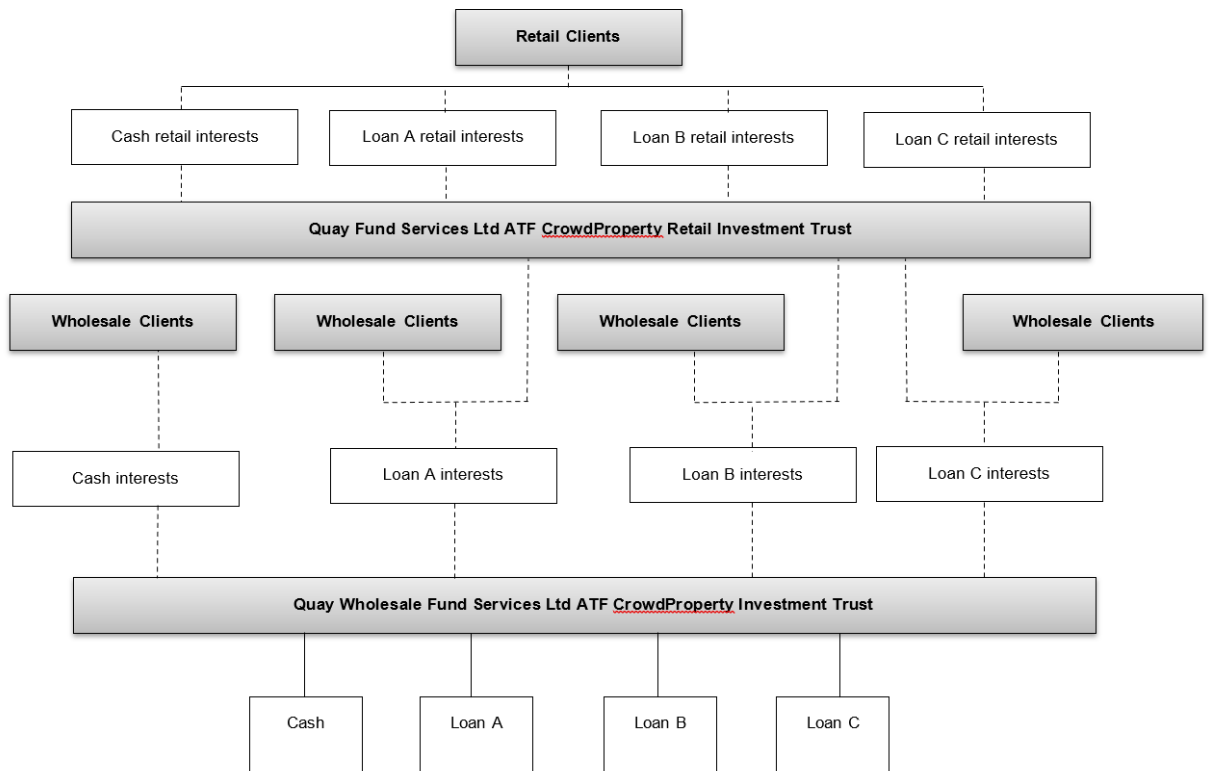 Retail Clients
Cash retail interests
Loan A retail interests
Loan B retail interests
Loan C retail interests
Quay Fund Services Ltd ATF CrowdProperty Retail Investment Trust
Wholesale Clients
Wholesale Clients
Wholesale Clients
Wholesale Clients
Cash interests
Loan A interests
Loan B interests
Loan C interests
Quay Wholesale Fund Services Ltd ATF CrowdProperty Investment Trust
Cash
Loan A
Loan B
Loan C